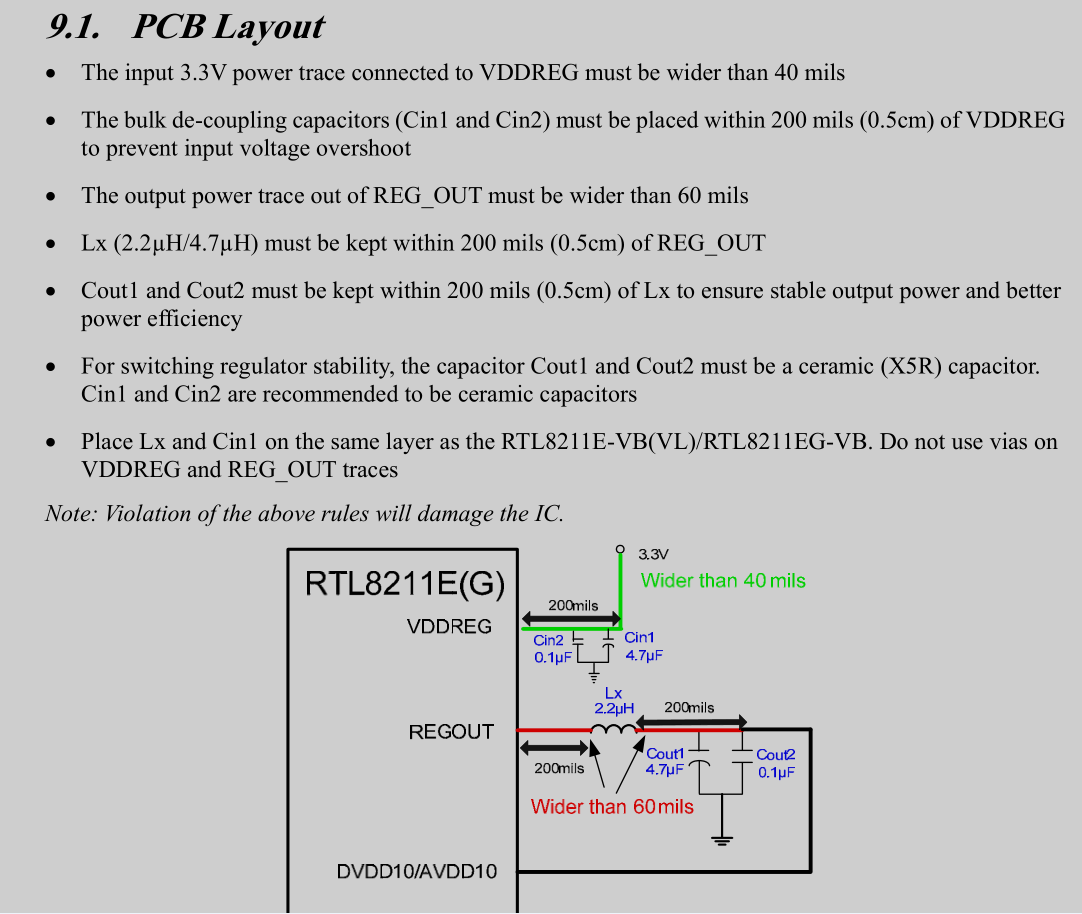 9.1. PCB Layout
• The input 3.3V power trace connected to VDDREG must be wider than 40 mils
• The bulk de-coupling capacitors (Cin1 and Cin2) must be placed within 200 mils (0.5cm) of VDDREG
to prevent input voltage overshoot
• The output power trace out of REG_OUT must be wider than 60 mils
• Lx (2.2µH/4.7µH) must be kept within 200 mils (0.5cm) of REG_OUT
• Cout1 and Cout2 must be kept within 200 mils (0.5cm) of Lx to ensure stable output power and better
power efficiency
• For switching regulator stability, the capacitor Cout1 and Cout2 must be a ceramic (X5R) capacitor.
Cin1 and Cin2 are recommended to be ceramic capacitors
• Place Lx and Cin1 on the same layer as the RTL8211E-VB(VL)/RTL8211EG-VB. Do not use vias on
VDDREG and REG_OUT traces
Note: Violation of the above rules will damage the IC.
3.3V
RTL8211E(G)
Wider than 40 mils
200mils
VDDREG
Cin2
0.1µF
Cin1
4.7µF
Lx
2.2µH
200mils
REGOUT
200mils
Cout1
4.7µF
Cout2
0.1µF
Wider than 60 mils
DVDD10/AVDD10